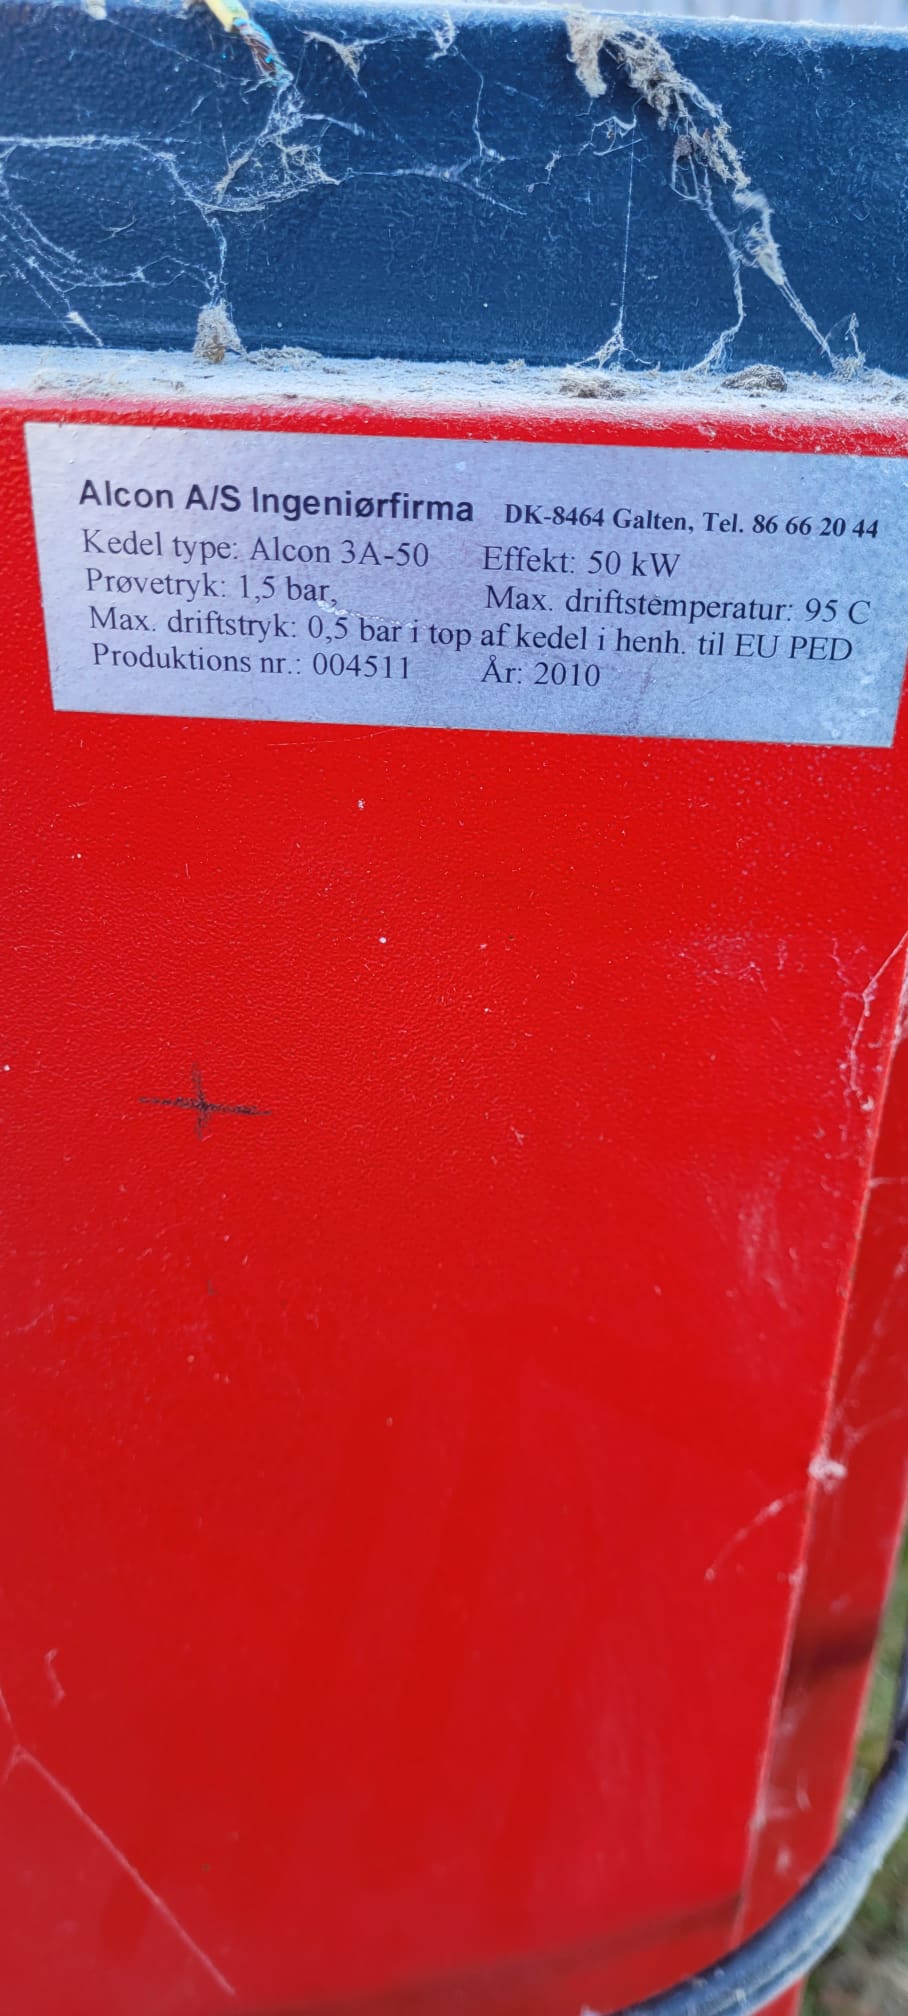 Alcon A/S Ingeniørfirma DK-8464 Galten, Tel. 86 66 20 44
Kedel type: Alcon 3A-50 Effekt: 50 kW
Prøvetryk: 1,5 bar, Max. driftstemperatur: 95 C
Max. driftstryk: 0,5 bar i top af kedel i henh. til EU PED
Produktions nr.: 004511 År: 2010